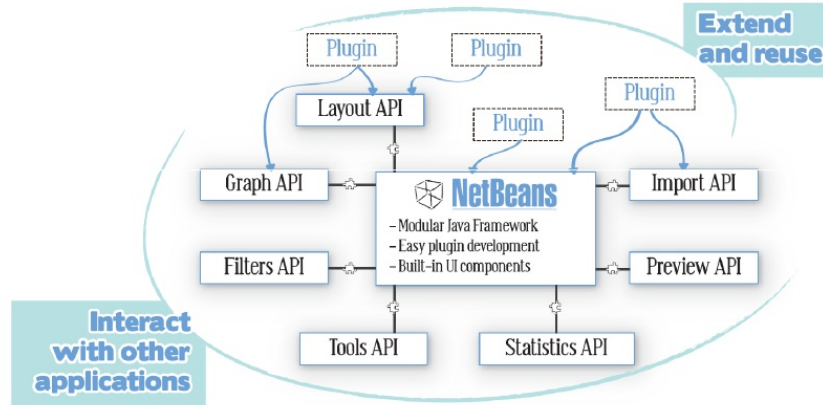 Extend
and reuse
Plugin
Plugin
Plugin
Layout API
Plugin
Graph API
NetBeans
– Modular Java Framework
– Easy plugin development
– Built-in UI components
Import API
Filters API
Preview API
Interact
with other
applications
Tools API
Statistics API